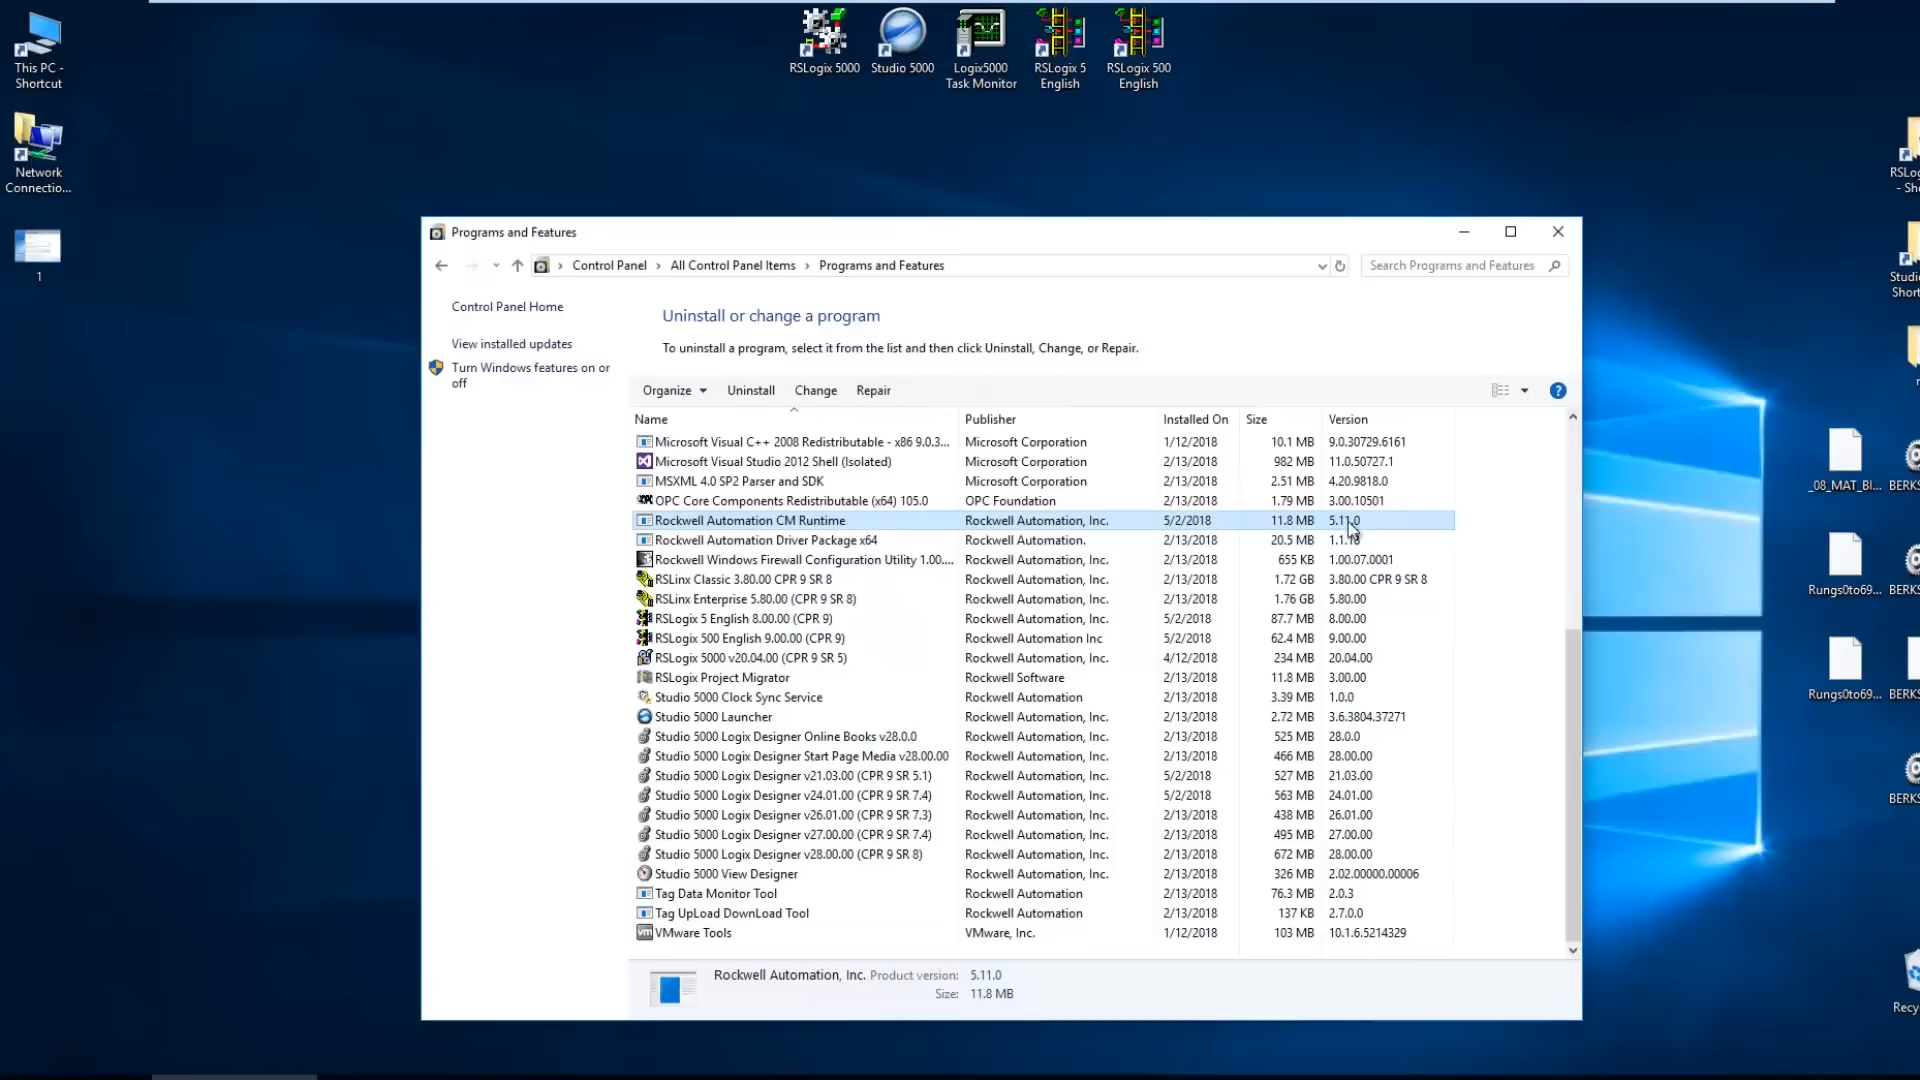 This PC -
Shortcut
Network
Connectio...
1
RSLogix 5000
Studio 5000
Logix5000
Task Monitor
RSLogix 5
English
RSLogix 500
English
Programs and Features
Control Panel › All Control Panel Items › Programs and Features
Search Programs and Features
Control Panel Home
View installed updates
Turn Windows features on or
off
Uninstall or change a program
To uninstall a program, select it from the list and then click Uninstall, Change, or Repair.
Organize Uninstall Change Repair
Name Publisher Installed On Size Version
Microsoft Visual C++ 2008 Redistributable - x86 9.0.3... Microsoft Corporation 1/12/2018 10.1 MB 9.0.30729.6161
Microsoft Visual Studio 2012 Shell (Isolated) Microsoft Corporation 2/13/2018 982 MB 11.0.50727.1
MSXML 4.0 SP2 Parser and SDK Microsoft Corporation 2/13/2018 2.51 MB 4.20.9818.0
OPC Core Components Redistributable (x64) 105.0 OPC Foundation 2/13/2018 1.79 MB 3.00.10501
Rockwell Automation CM Runtime Rockwell Automation, Inc. 5/2/2018 11.8 MB 5.11.0
Rockwell Automation Driver Package x64 Rockwell Automation. 2/13/2018 20.5 MB
Rockwell Windows Firewall Configuration Utility 1.00.... Rockwell Automation, Inc. 2/13/2018 655 KB 1.00.07.0001
RSLinx Classic 3.80.00 CPR 9 SR 8 Rockwell Automation, Inc. 2/13/2018 1.72 GB 3.80.00 CPR 9 SR 8
RSLinx Enterprise 5.80.00 (CPR 9 SR 8) Rockwell Automation, Inc. 2/13/2018 1.76 GB 5.80.00
RSLogix 5 English 8.00.00 (CPR 9) Rockwell Automation, Inc. 5/2/2018 87.7 MB 8.00.00
RSLogix 500 English 9.00.00 (CPR 9) Rockwell Automation Inc 5/2/2018 62.4 MB 9.00.00
RSLogix 5000 v20.04.00 (CPR 9 SR 5) Rockwell Automation, Inc. 4/12/2018 234 MB 20.04.00
RSLogix Project Migrator Rockwell Software 2/13/2018 11.8 MB 3.00.00
Studio 5000 Clock Sync Service Rockwell Automation 2/13/2018 3.39 MB 1.0.0
Studio 5000 Launcher Rockwell Automation, Inc. 2/13/2018 2.72 MB 3.6.3804.37271
Studio 5000 Logix Designer Online Books v28.0.0 Rockwell Automation, Inc. 2/13/2018 525 MB 28.0.0
Studio 5000 Logix Designer Start Page Media v28.00.00 Rockwell Automation, Inc. 2/13/2018 466 MB 28.00.00
Studio 5000 Logix Designer v21.03.00 (CPR 9 SR 5.1) Rockwell Automation, Inc. 5/2/2018 527 MB 21.03.00
Studio 5000 Logix Designer v24.01.00 (CPR 9 SR 7.4) Rockwell Automation, Inc. 5/2/2018 563 MB 24.01.00
Studio 5000 Logix Designer v26.01.00 (CPR 9 SR 7.3) Rockwell Automation, Inc. 2/13/2018 438 MB 26.01.00
Studio 5000 Logix Designer v27.00.00 (CPR 9 SR 7.4) Rockwell Automation, Inc. 2/13/2018 495 MB 27.00.00
Studio 5000 Logix Designer v28.00.00 (CPR 9 SR 8) Rockwell Automation, Inc. 2/13/2018 672 MB 28.00.00
Studio 5000 View Designer Rockwell Automation, Inc. 2/13/2018 326 MB 2.02.00000.00006
Tag Data Monitor Tool Rockwell Automation 2/13/2018 76.3 MB 2.0.3
Tag UpLoad DownLoad Tool Rockwell Automation 2/13/2018 137 KB 2.7.0.0
VMware Tools VMware, Inc. 1/12/2018 103 MB 10.1.6.5214329
Rockwell Automation, Inc. Product version: 5.11.0
Size: 11.8 MB
RSLog
- Sho
Studio
Short
_08_MAT_BI... BERKS
Rungs0to69... BERKS
Rungs0to69... BERKS
BERKS
Recy